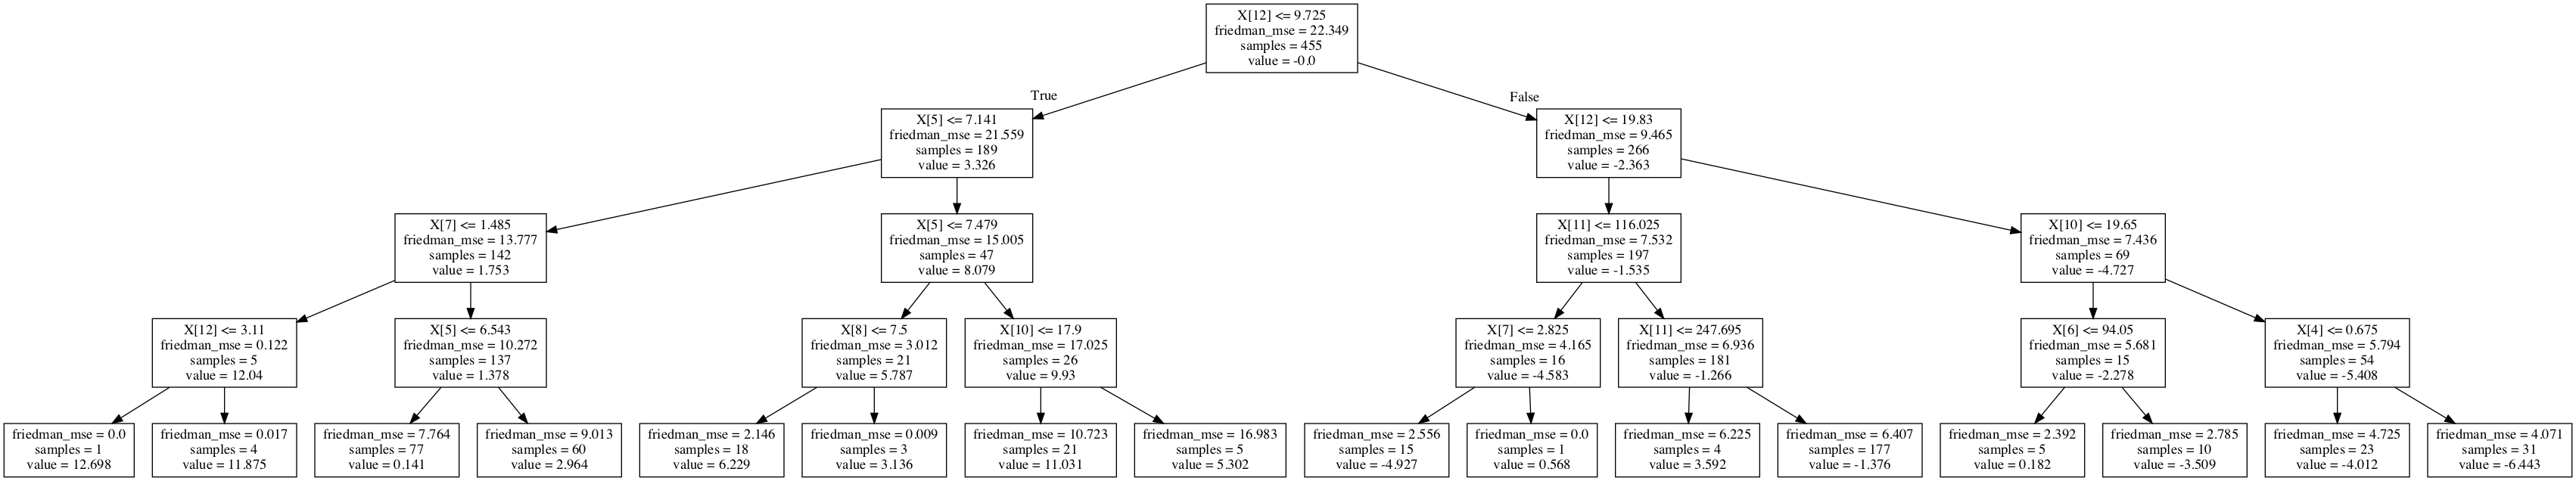 X[12] <= 9.725
friedman_mse = 22.349
samples = 455
value = -0.0
True
False
X[5] <= 7.141
friedman_mse = 21.559
samples = 189
value = 3.326
X[12] <= 19.83
friedman_mse = 9.465
samples = 266
value = -2.363
X[7] <= 1.485
friedman_mse = 13.777
samples = 142
value = 1.753
X[5] <= 7.479
friedman_mse = 15.005
samples = 47
value = 8.079
X[11] <= 116.025
friedman_mse = 7.532
samples = 197
value = -1.535
X[10] <= 19.65
friedman_mse = 7.436
samples = 69
value = -4.727
X[12] <= 3.11
friedman_mse = 0.122
samples = 5
value = 12.04
X[5] <= 6.543
friedman_mse = 10.272
samples = 137
value = 1.378
X[8] <= 7.5
friedman_mse = 3.012
samples = 21
value = 5.787
X[10] <= 17.9
friedman_mse = 17.025
samples = 26
value = 9.93
X[7] <= 2.825
friedman_mse = 4.165
samples = 16
value = -4.583
X[11] <= 247.695
friedman_mse = 6.936
samples = 181
value = -1.266
X[6] <= 94.05
friedman_mse = 5.681
samples = 15
value = -2.278
X[4] <= 0.675
friedman_mse = 5.794
samples = 54
value = -5.408
friedman_mse = 0.0
samples = 1
value = 12.698
friedman_mse = 0.017
samples = 4
value = 11.875
friedman_mse = 7.764
samples = 77
value = 0.141
friedman_mse = 9.013
samples = 60
value = 2.964
friedman_mse = 2.146
samples = 18
value = 6.229
friedman_mse = 0.009
samples = 3
value = 3.136
friedman_mse = 10.723
samples = 21
value = 11.031
friedman_mse = 16.983
samples = 5
value = 5.302
friedman_mse = 2.556
samples = 15
value = -4.927
friedman_mse = 0.0
samples = 1
value = 0.568
friedman_mse = 6.225
samples = 4
value = 3.592
friedman_mse = 6.407
samples = 177
value = -1.376
friedman_mse = 2.392
samples = 5
value = 0.182
friedman_mse = 2.785
samples = 10
value = -3.509
friedman_mse = 4.725
samples = 23
value = -4.012
friedman_mse = 4.071
samples = 31
value = -6.443